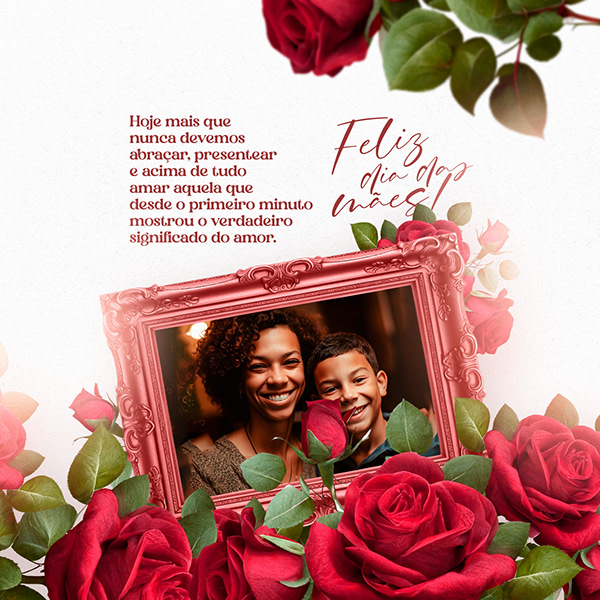 Hoje mais que
nunca devemos
abraçar, presentear
e acima de tudo
amar aquela que
desde o primeiro minuto
mostrou o verdadeiro
significado do amor.
Feliz
dia das
mães!